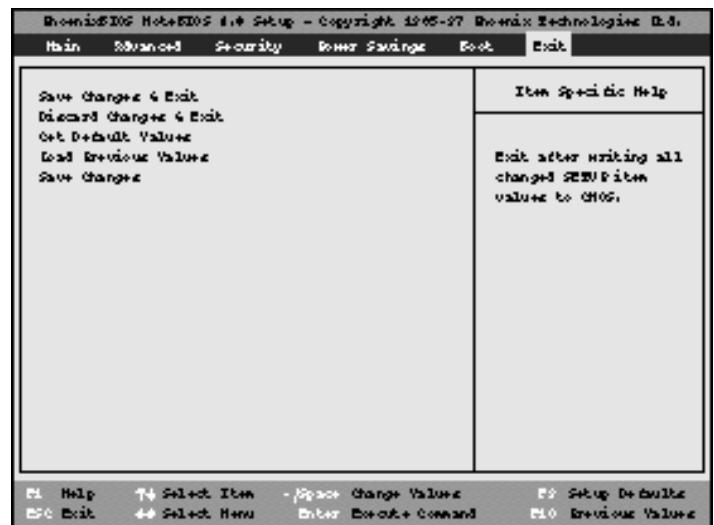 PhoenixBIOS NoteBIOS Setup - Copyright 1985-97 Phoenix Technologies Ltd.
Main Advanced Security Power Savings Boot Exit
Save Changes & Exit
Discard Changes & Exit
Get Default Values
Load Previous Values
Save Changes
Item Specific Help
Exit after writing all
changed SETUP item
values to CMOS.
F1 Help ↑↓ Select Item -/Space Change Values F9 Setup Defaults
ESC Exit ↔ Select Menu Enter Execute Command F10 Previous Values